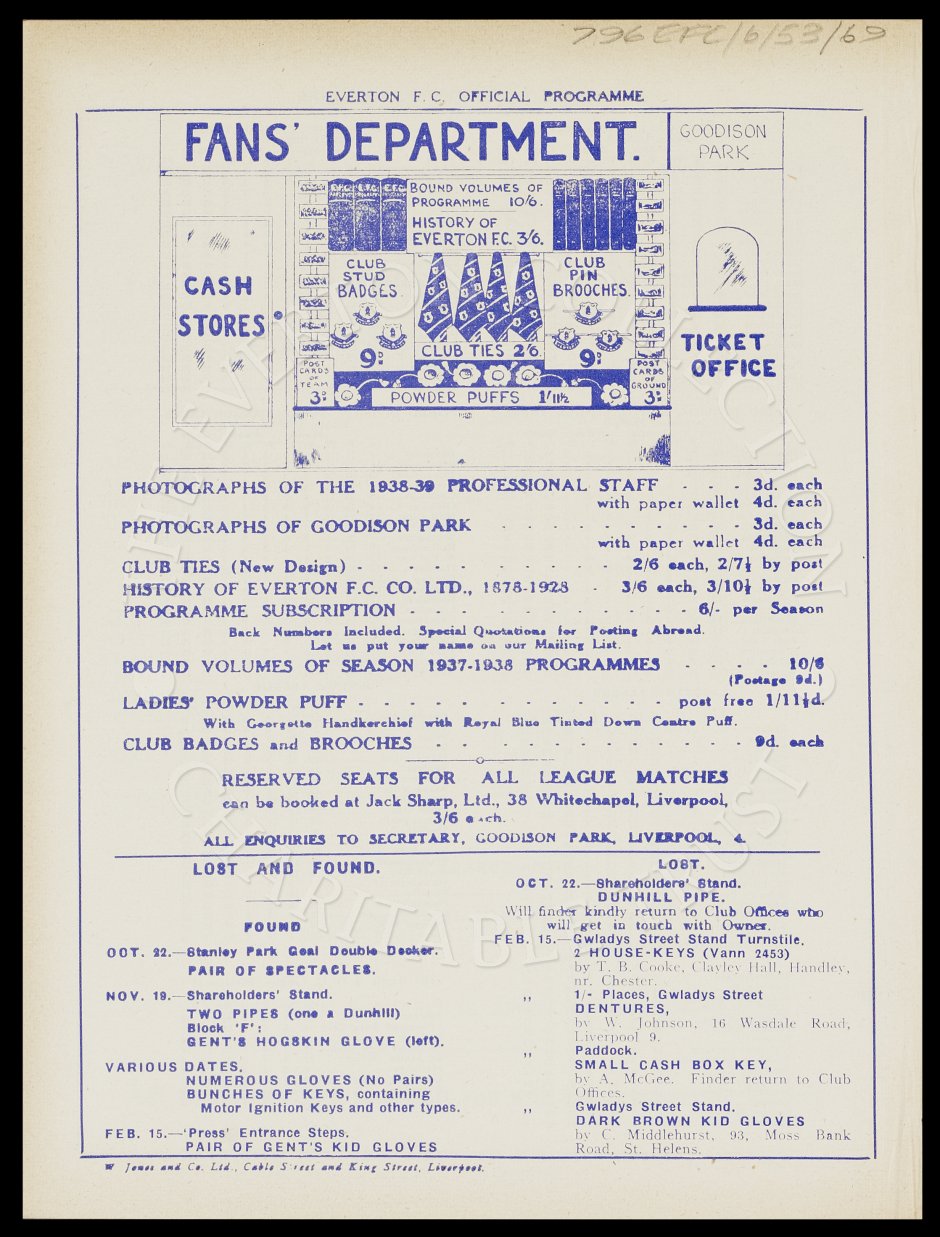 796EFC/6/53/69
EVERTON F.C. OFFICIAL PROGRAMME
FANS' DEPARTMENT.
GOODISON
PARK
CASH
STORES
E.F.C. E.F.C. E.F.C.
BOUND VOLUMES OF
PROGRAMME 10/6.
HISTORY OF
EVERTON F.C. 3/6.
CLUB
STUD
BADGES.
9D.
CLUB
PIN
BROOCHES.
9D.
CLUB TIES 2/6
POST
CARDS
OF
TEAM
3D.
POWDER PUFFS 1/11½
POST
CARDS
OF
GROUND
3D.
TICKET
OFFICE
PHOTOGRAPHS OF THE 1938-39 PROFESSIONAL STAFF - - - 3d. each
with paper wallet 4d. each
PHOTOGRAPHS OF GOODISON PARK - - - - - - - - - - 3d. each
with paper wallet 4d. each
CLUB TIES (New Design) - - - - - - - - - - - 2/6 each, 2/7½ by post
HISTORY OF EVERTON F.C. CO. LTD., 1878-1928 - 3/6 each, 3/10½ by post
PROGRAMME SUBSCRIPTION - - - - - - - - - - - - 6/- per Season
Back Numbers Included. Special Quotations for Posting Abroad.
Let us put your name on our Mailing List.
BOUND VOLUMES OF SEASON 1937-1938 PROGRAMMES - - - - 10/6
(Postage 9d.)
LADIES' POWDER PUFF - - - - - - - - - - - - post free 1/11½d.
With Georgette Handkerchief with Royal Blue Tinted Down Centre Puff.
CLUB BADGES and BROOCHES - - - - - - - - - - - - 9d. each
RESERVED SEATS FOR ALL LEAGUE MATCHES
can be booked at Jack Sharp, Ltd., 38 Whitechapel, Liverpool,
3/6 each.
ALL ENQUIRIES TO SECRETARY, GOODISON PARK, LIVERPOOL, 4.
LOST AND FOUND.
FOUND
OCT. 22.—Stanley Park Goal Double Decker.
PAIR OF SPECTACLES.
NOV. 19.—Shareholders' Stand.
TWO PIPES (one a Dunhill)
Block 'F':
GENT'S HOGSKIN GLOVE (left).
VARIOUS DATES.
NUMEROUS GLOVES (No Pairs)
BUNCHES OF KEYS, containing
Motor Ignition Keys and other types.
FEB. 15.—'Press' Entrance Steps.
PAIR OF GENT'S KID GLOVES
LOST.
OCT. 22.—Shareholders' Stand.
DUNHILL PIPE.
Will finder kindly return to Club Offices who
will get in touch with Owner.
FEB. 15.—Gwladys Street Stand Turnstile.
2 HOUSE-KEYS (Vann 2453)
by T. B. Cooke, Clayley Hall, Handley,
nr. Chester.
,, 1/- Places, Gwladys Street
DENTURES,
by W. Johnson, 16 Wasdale Road,
Liverpool 9.
,, Paddock.
SMALL CASH BOX KEY,
by A. McGee. Finder return to Club
Offices.
,, Gwladys Street Stand.
DARK BROWN KID GLOVES
by C. Middlehurst, 93, Moss Bank
Road, St. Helens.
W Jones and Co. Ltd., Cable Street and King Street, Liverpool.
THE EVERTON COLLECTION
CHARITABLE TRUST